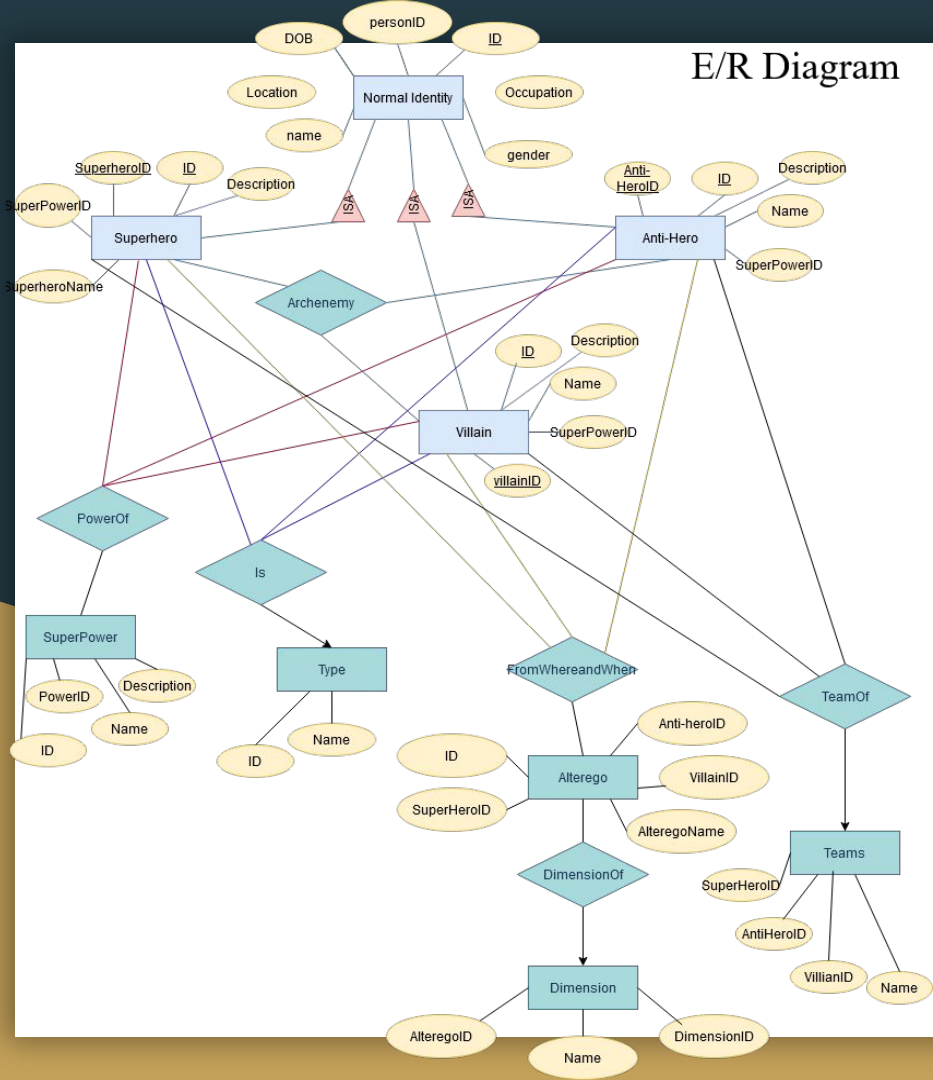 personID
DOB
ID
E/R Diagram
Location
Normal Identity
Occupation
name
gender
SuperheroID
ID
Description
Anti-
HeroID
ID
Description
SuperPowerID
ISA
ISA
ISA
Name
Superhero
Anti-Hero
SuperPowerID
SuperheroName
Archenemy
ID
Description
Name
Villain
SuperPowerID
villainID
PowerOf
Is
SuperPower
Type
FromWhereandWhen
TeamOf
PowerID
Description
Name
ID
Name
ID
Anti-heroID
ID
Alterego
VillainID
SuperHeroID
AlteregoName
DimensionOf
Teams
SuperHeroID
AntiHeroID
VillianID
Name
Dimension
AlteregoID
Name
DimensionID